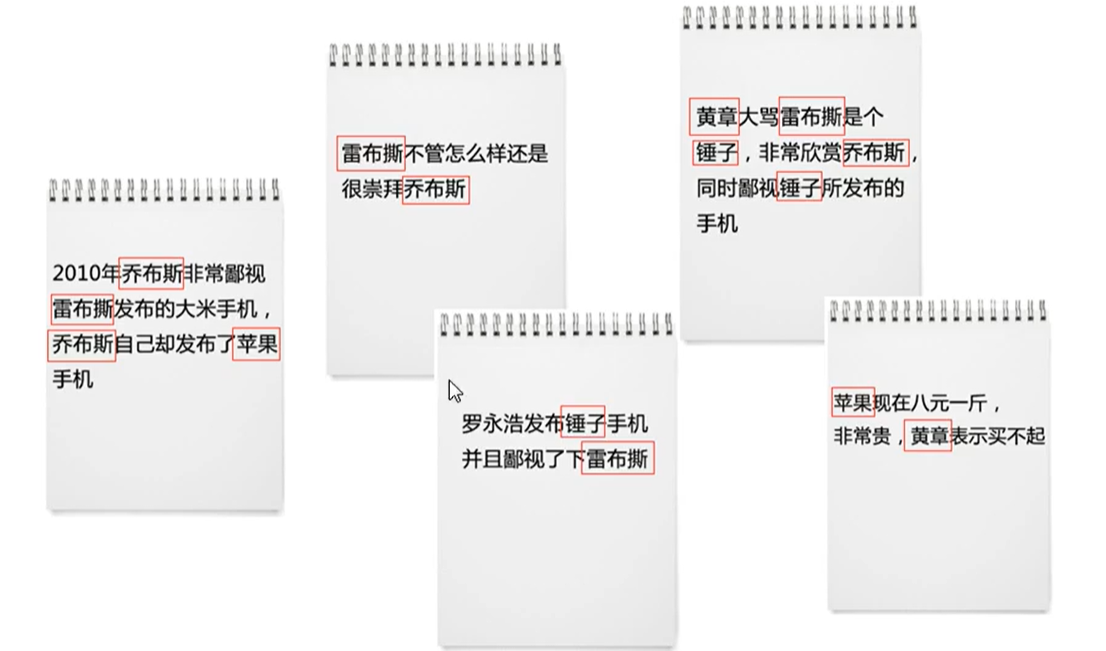 2010年乔布斯非常鄙视
雷布撕发布的大米手机，
乔布斯自己却发布了苹果
手机
雷布撕不管怎么样还是
很崇拜乔布斯
罗永浩发布锤子手机
并且鄙视了下雷布撕
黄章大骂雷布撕是个
锤子，非常欣赏乔布斯，
同时鄙视锤子所发布的
手机
苹果现在八元一斤，
非常贵，黄章表示买不起